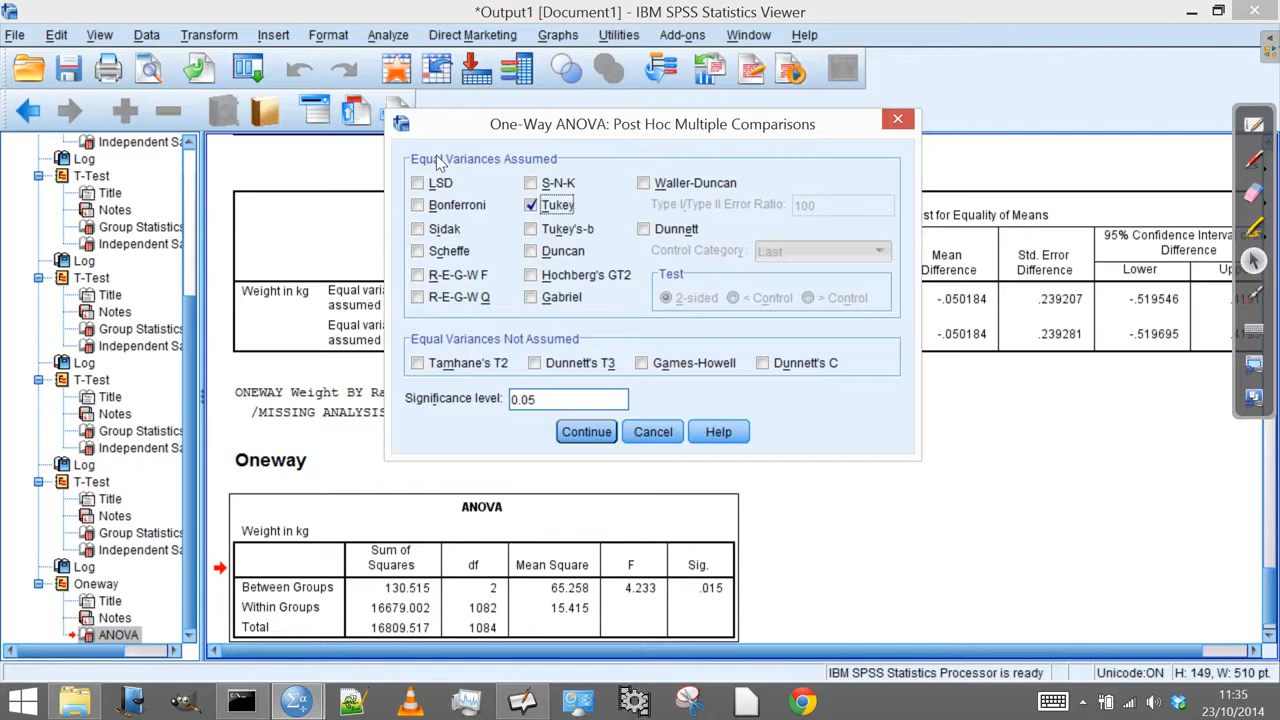 *Output1 [Document1] - IBM SPSS Statistics Viewer
File Edit View Data Transform Insert Format Analyze Direct Marketing Graphs Utilities Add-ons Window Help
Independent Sa
Log
T-Test
Title
Notes
Group Statistics
Independent Sa
Log
T-Test
Title
Notes
Group Statistics
Independent Sa
Log
T-Test
Title
Notes
Group Statistics
Independent Sa
Log
T-Test
Title
Notes
Group Statistics
Independent Sa
Log
Oneway
Title
Notes
ANOVA
One-Way ANOVA: Post Hoc Multiple Comparisons
Equal Variances Assumed
LSD S-N-K Waller-Duncan
Bonferroni Tukey Type I/Type II Error Ratio: 100
Sidak Tukey's-b Dunnett
Scheffe Duncan Control Category: Last
R-E-G-W F Hochberg's GT2 Test
R-E-G-W Q Gabriel 2-sided < Control > Control
Equal Variances Not Assumed
Tamhane's T2 Dunnett's T3 Games-Howell Dunnett's C
Significance level: 0.05
Continue Cancel Help
st for Equality of Means
95% Confidence Interva
Mean Difference Std. Error Difference Difference
Lower Up
Weight in kg Equal varia -.050184 .239207 -.519546
assumed
Equal varia -.050184 .239281 -.519695
assumed
ONEWAY Weight BY Ra
/MISSING ANALYSIS
Oneway
ANOVA
Weight in kg
Sum of Squares df Mean Square F Sig.
Between Groups 130.515 2 65.258 4.233 .015
Within Groups 16679.002 1082 15.415
Total 16809.517 1084
IBM SPSS Statistics Processor is ready Unicode:ON H: 149, W: 510 pt.
11:35
23/10/2014